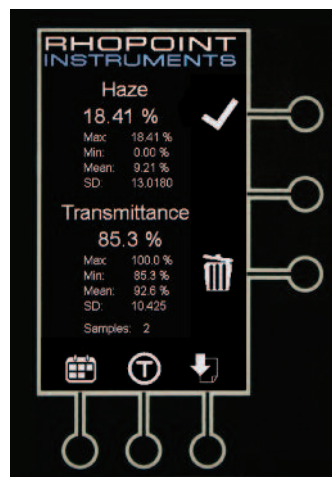 RHOPOINT
INSTRUMENTS
Haze
18.41 %
Max: 18.41 %
Min: 0.00 %
Mean: 9.21 %
SD: 13.0180
Transmittance
85.3 %
Max: 100.0 %
Min: 85.3 %
Mean: 92.6 %
SD: 10.425
Samples: 2
T